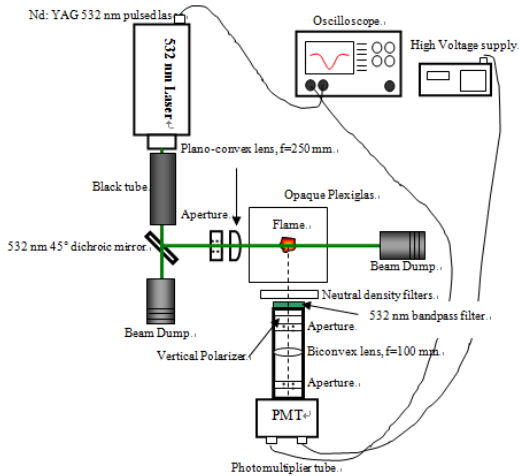 Nd: YAG 532 nm pulsed laser
Oscilloscope
High Voltage supply
532 nm Laser
Plano-convex lens, f=250 mm
Black tube
Opaque Plexiglas
Aperture
Flame
532 nm 45° dichroic mirror
Beam Dump
Neutral density filters
532 nm bandpass filter
Beam Dump
Aperture
Vertical Polarizer
Biconvex lens, f=100 mm
Aperture
PMT
Photomultiplier tube